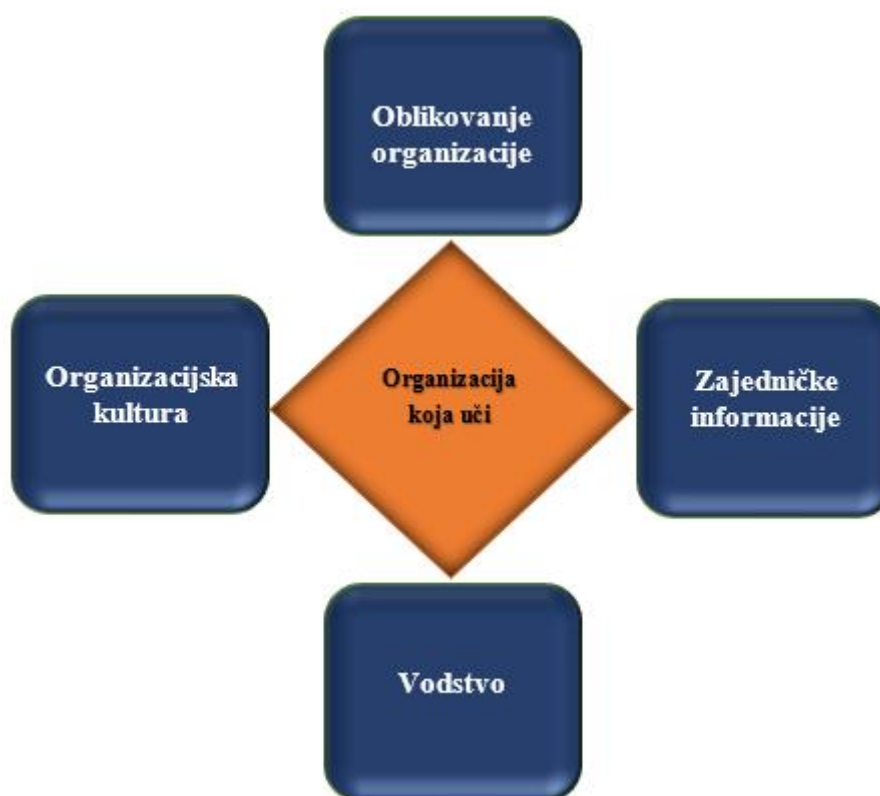 Oblikovanje
organizacije
Organizacijska
kultura
Organizacija
koja uči
Zajedničke
informacije
Vodstvo